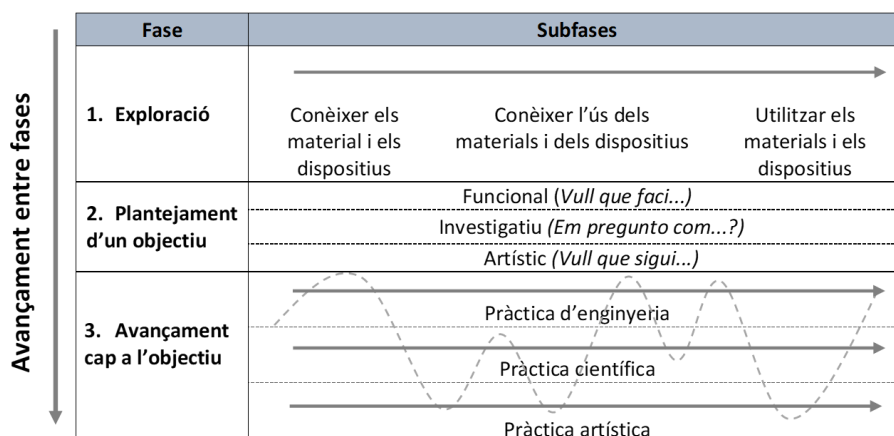 Avançament entre fases
Fase
Subfases
1. Exploració
Conèixer els
material i els
dispositius
Conèixer l'ús dels
materials i dels dispositius
Utilitzar els
materials i els
dispositius
2. Plantejament
d'un objectiu
Funcional (Vull que faci...)
Investigatiu (Em pregunto com...?)
Artístic (Vull que sigui...)
3. Avançament
cap a l'objectiu
Pràctica d'enginyeria
Pràctica científica
Pràctica artística